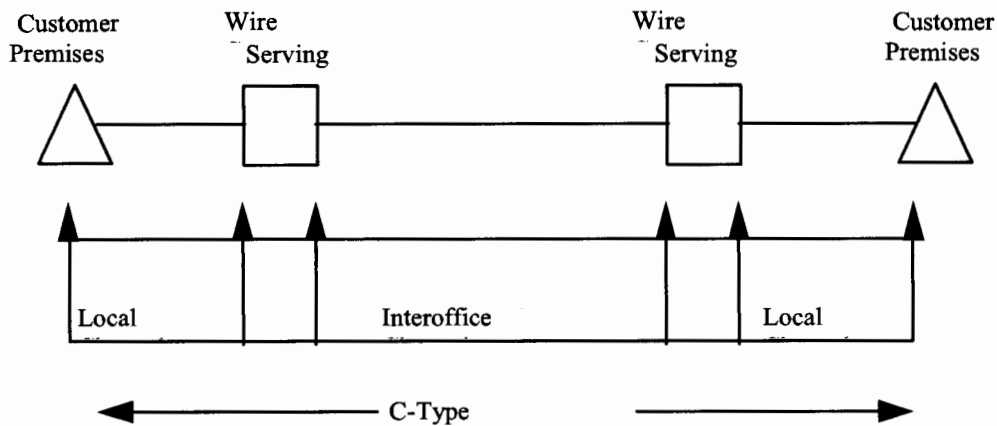 Customer
Premises
Wire
Serving
Wire
Serving
Customer
Premises
Local
Interoffice
Local
C-Type